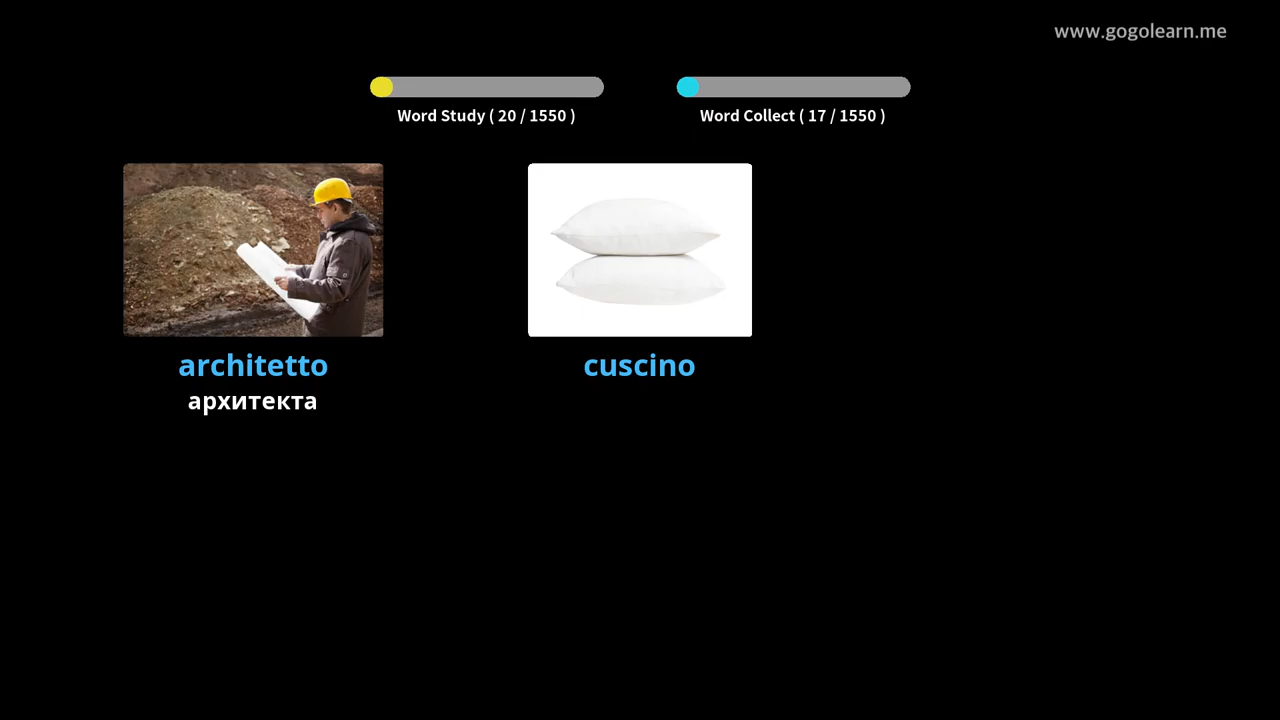 www.gogolearn.me
Word Study ( 20 / 1550 )
Word Collect ( 17 / 1550 )
architetto
архитекта
cuscino